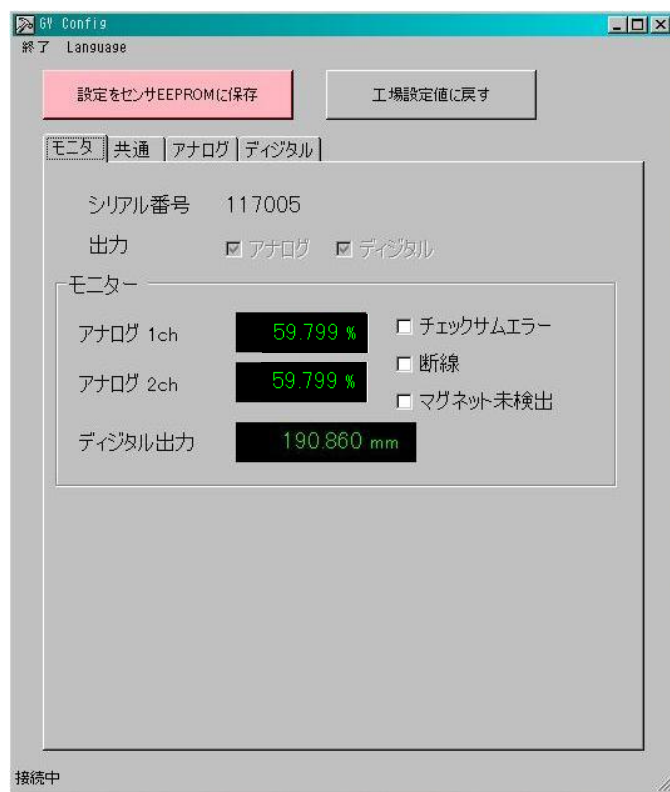 GV Config
終了 Language
設定をセンサEEPROMに保存 工場設定値に戻す
モニタ 共通 アナログ ディジタル
シリアル番号 117005
出力 アナログ ディジタル
モニター
アナログ 1ch 59.799 % チェックサムエラー
断線
アナログ 2ch 59.799 % マグネット未検出
ディジタル出力 190.860 mm
接続中